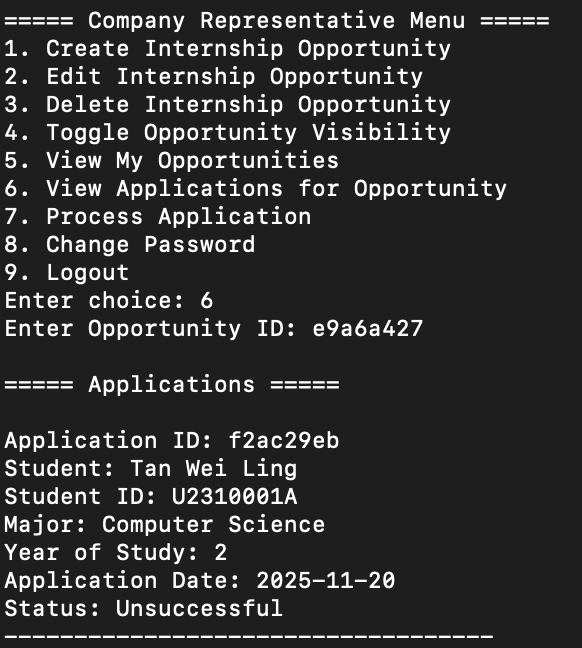 ===== Company Representative Menu =====
1. Create Internship Opportunity
2. Edit Internship Opportunity
3. Delete Internship Opportunity
4. Toggle Opportunity Visibility
5. View My Opportunities
6. View Applications for Opportunity
7. Process Application
8. Change Password
9. Logout
Enter choice: 6
Enter Opportunity ID: e9a6a427
===== Applications =====
Application ID: f2ac29eb
Student: Tan Wei Ling
Student ID: U2310001A
Major: Computer Science
Year of Study: 2
Application Date: 2025-11-20
Status: Unsuccessful
-----------------------------------